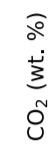 CO₂ (wt. %)